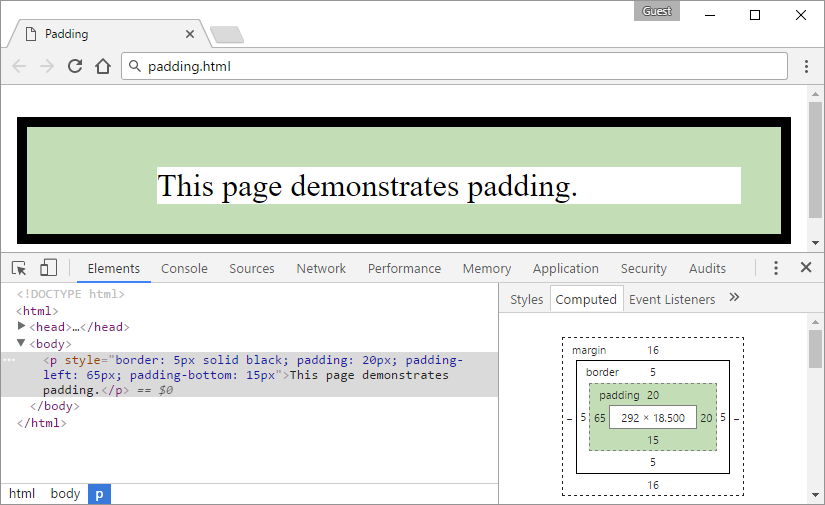 Guest
Padding
padding.html
This page demonstrates padding.
Elements Console Sources Network Performance Memory Application Security Audits
<!DOCTYPE html>
<html>
<head>…</head>
<body>
<p style="border: 5px solid black; padding: 20px; padding-
left: 65px; padding-bottom: 15px">This page demonstrates
padding.</p> == $0
</body>
</html>
html body p
Styles Computed Event Listeners »
margin 16
border 5
padding 20
– 5 65 292 × 18.500 20 5 –
15
5
16